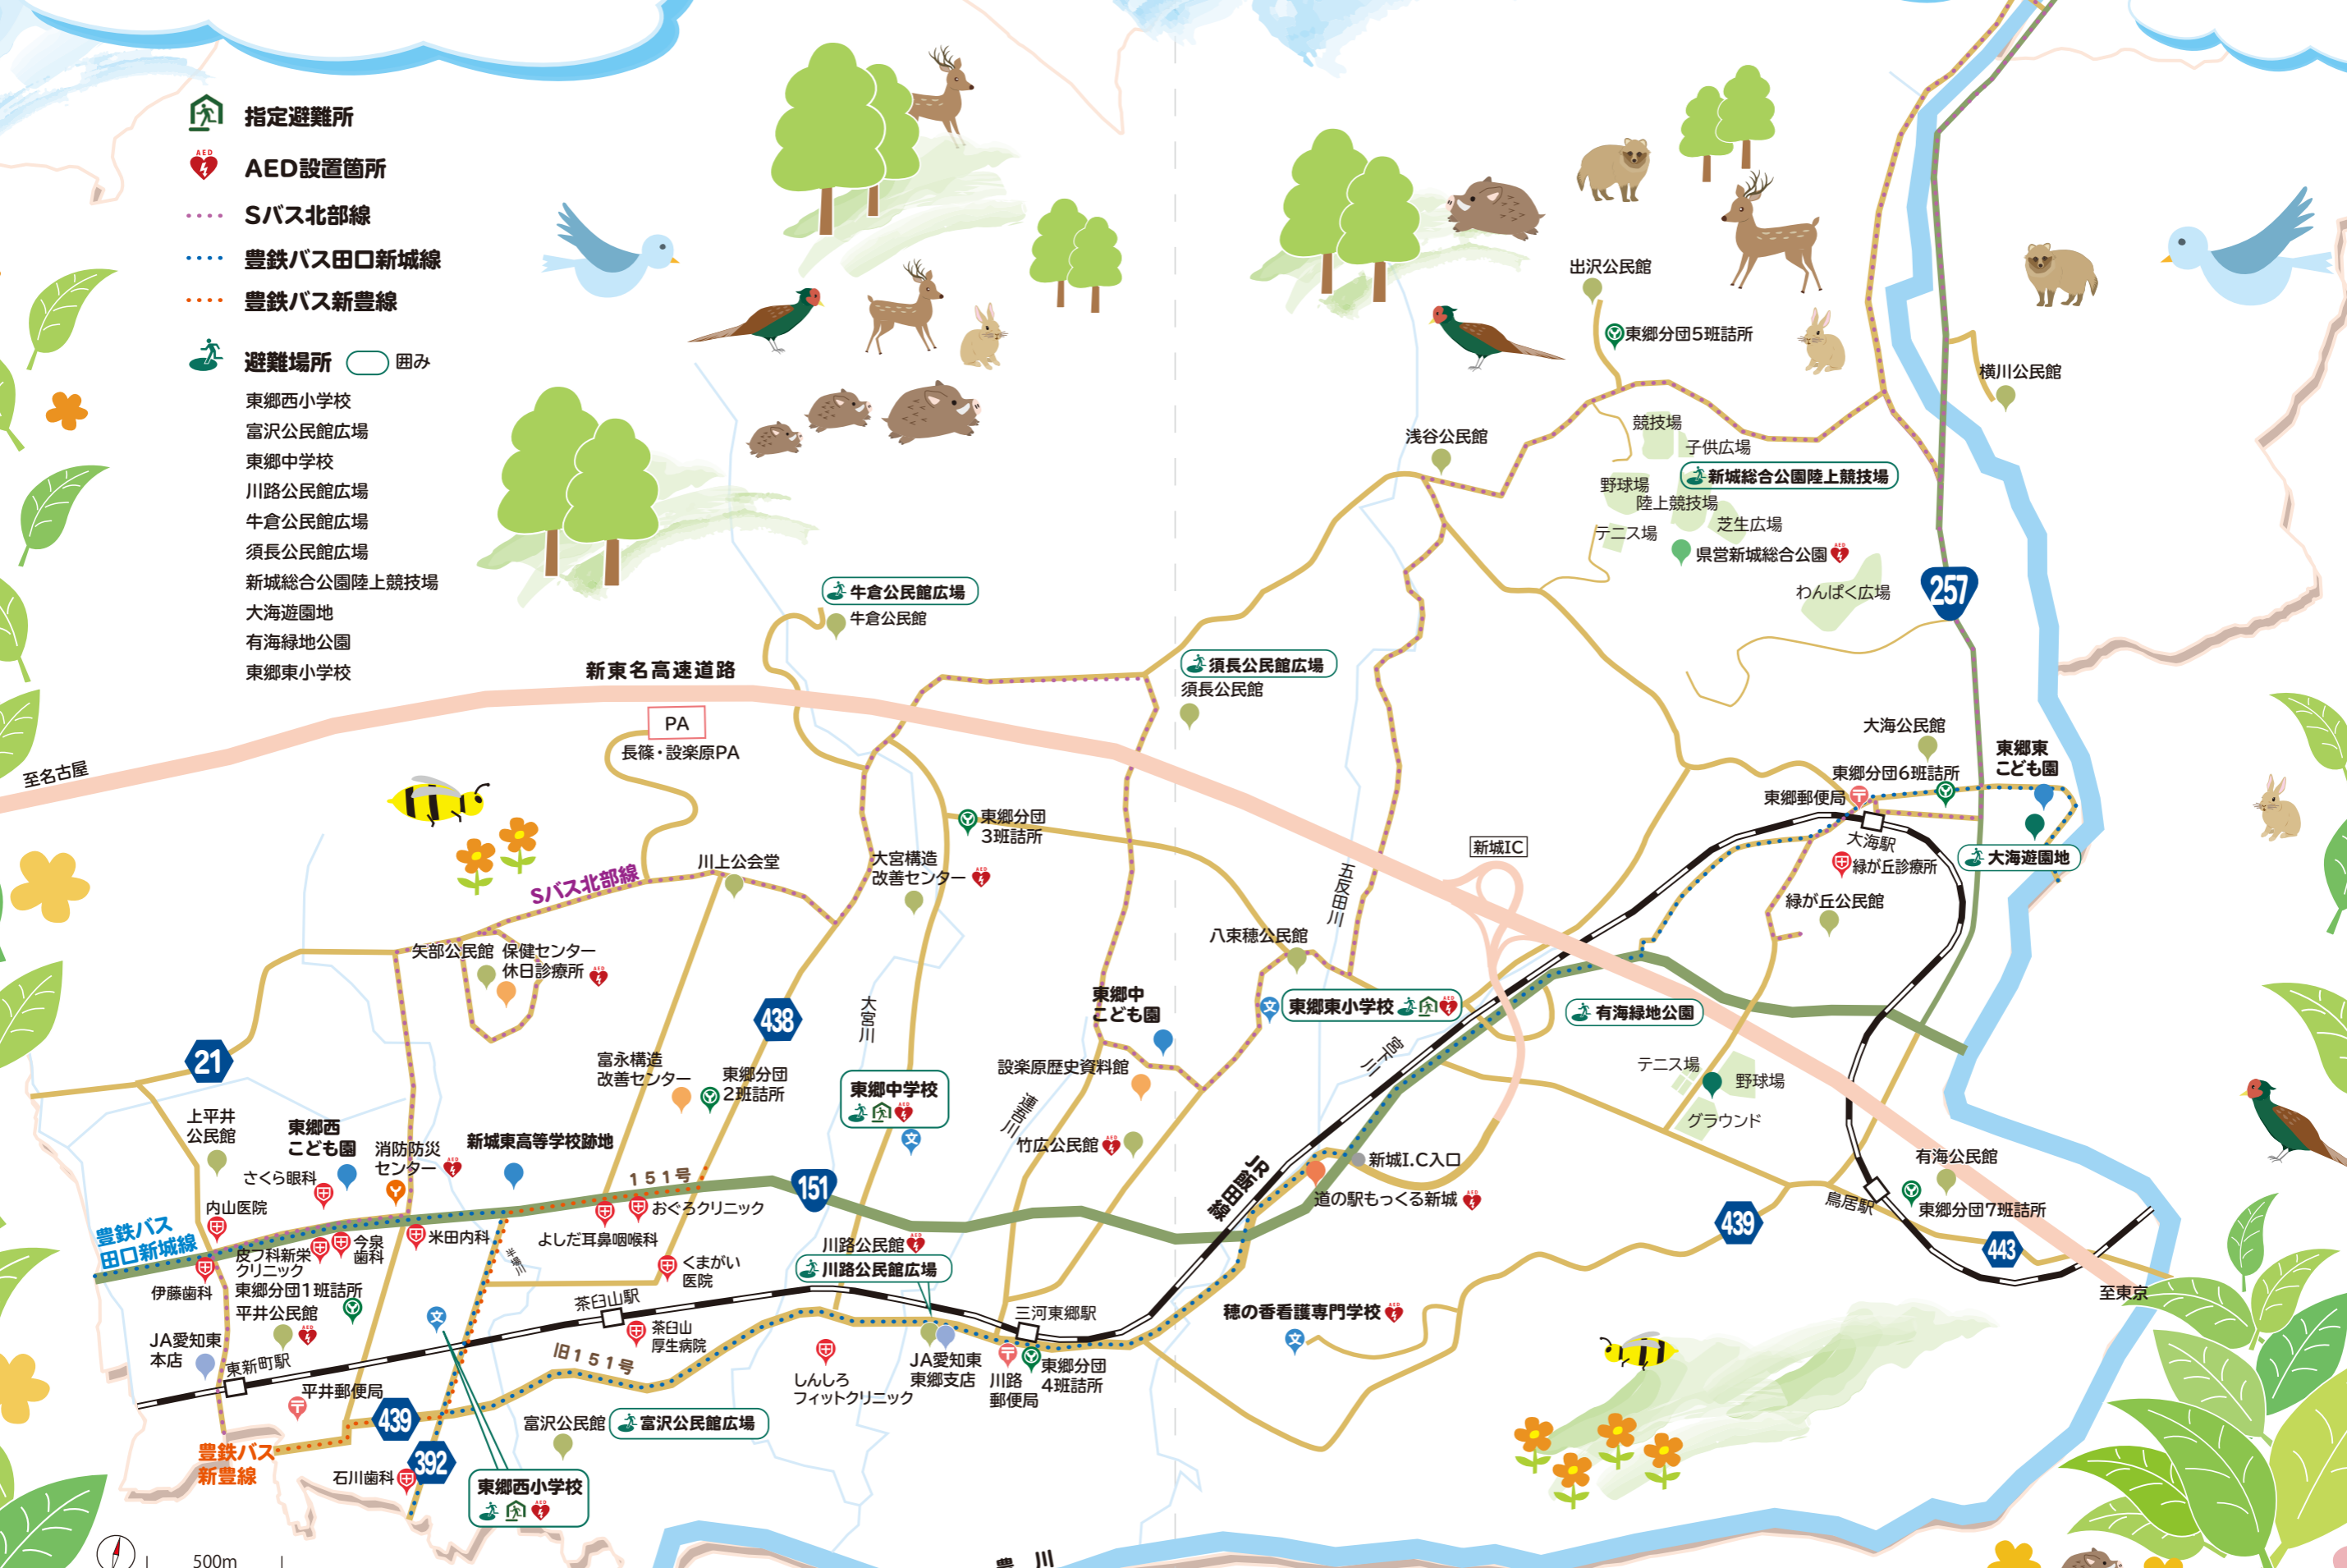 指定避難所
AED
AED設置箇所
Sバス北部線
豊鉄バス田口新城線
豊鉄バス新豊線
避難場所 囲み
東郷西小学校
富沢公民館広場
東郷中学校
川路公民館広場
牛倉公民館広場
須長公民館広場
新城総合公園陸上競技場
大海遊園地
有海緑地公園
東郷東小学校
出沢公民館
東郷分団5班詰所
横川公民館
浅谷公民館
競技場
子供広場
新城総合公園陸上競技場
野球場
陸上競技場
芝生広場
テニス場
県営新城総合公園
わんぱく広場
257
牛倉公民館広場
牛倉公民館
新東名高速道路
PA
長篠・設楽原PA
至名古屋
須長公民館広場
須長公民館
大海公民館
東郷東
こども園
東郷分団6班詰所
東郷郵便局
大海駅
緑が丘診療所
大海遊園地
緑が丘公民館
東郷分団
3班詰所
新城IC
五反田川
川上公会堂
大宮構造
改善センター
Sバス北部線
矢部公民館
保健センター
休日診療所
八束穂公民館
438
大宮川
東郷中
こども園
東郷東小学校
有海緑地公園
宮下川
21
富永構造
改善センター
東郷分団
2班詰所
東郷中学校
設楽原歴史資料館
連吾川
竹広公民館
テニス場
野球場
グラウンド
上平井
公民館
東郷西
こども園
さくら眼科
消防防災
センター
新城東高等学校跡地
151号
151
内山医院
豊鉄バス
田口新城線
皮フ科新栄
クリニック
今泉
歯科
米田内科
半場川
よしだ耳鼻咽喉科
おぐろクリニック
くまがい
医院
伊藤歯科
東郷分団1班詰所
平井公民館
JA愛知東
本店
東新町駅
平井郵便局
茶臼山駅
茶臼山
厚生病院
旧151号
川路公民館
川路公民館広場
三河東郷駅
しんしろ
フィットクリニック
JA愛知東
東郷支店
川路
郵便局
東郷分団
4班詰所
JR飯田線
新城I.C入口
道の駅もっくる新城
穂の香看護専門学校
439
有海公民館
鳥居駅
東郷分団7班詰所
443
至東京
439
392
豊鉄バス
新豊線
石川歯科
富沢公民館
富沢公民館広場
東郷西小学校
500m
豊川